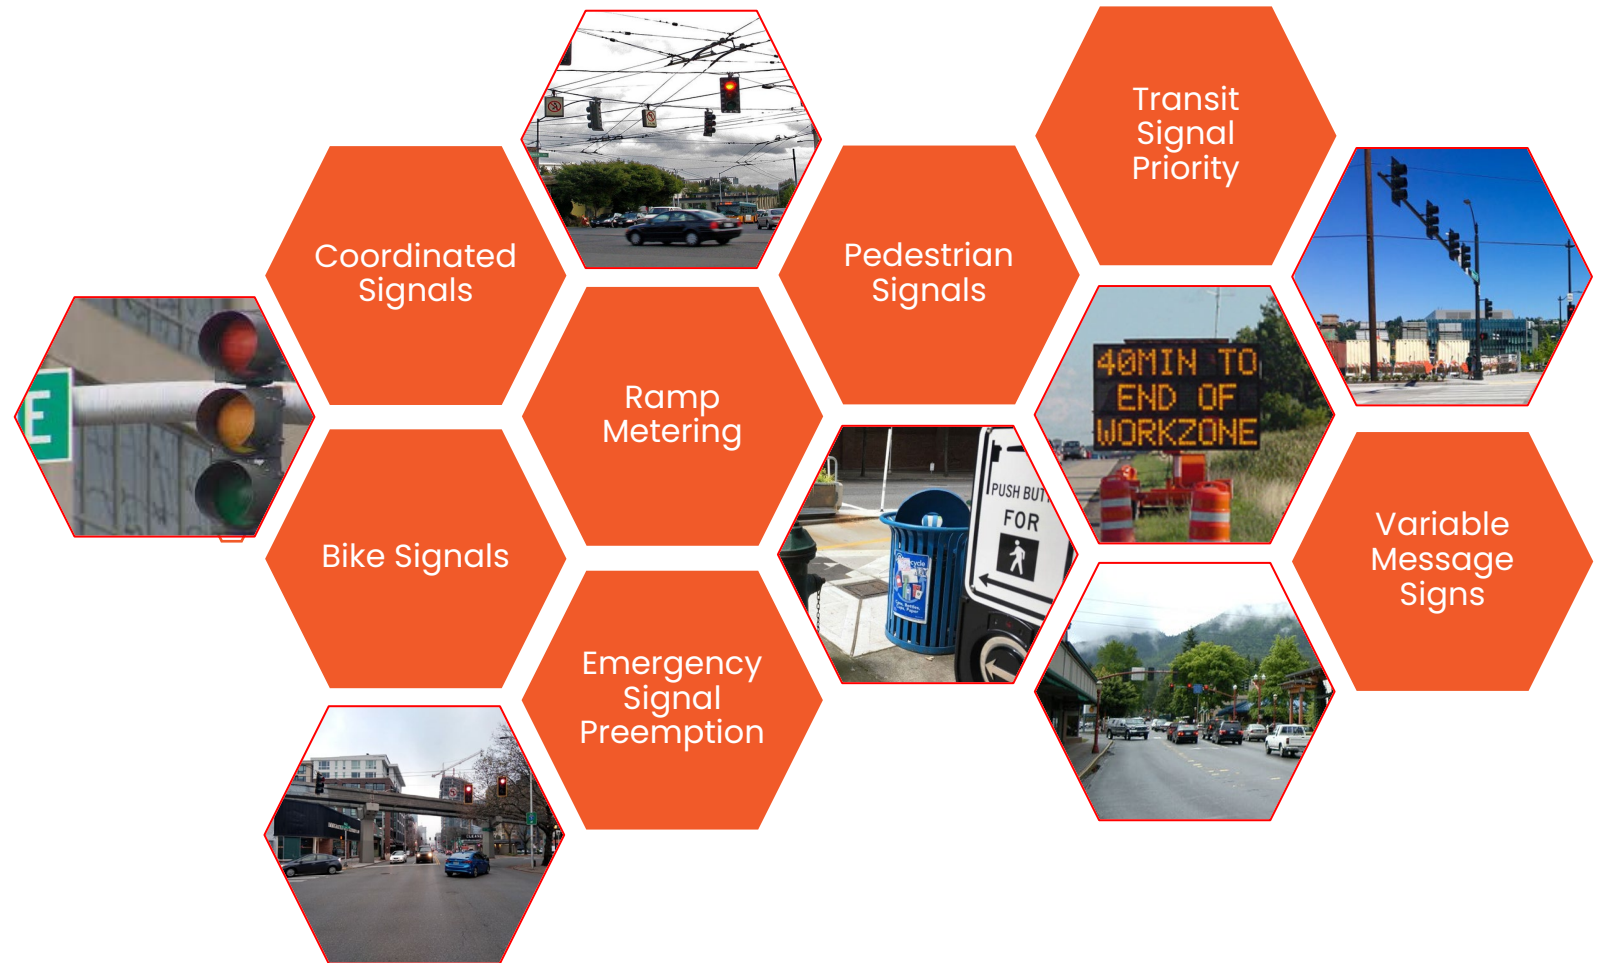 Transit
Signal
Priority
Coordinated
Signals
Pedestrian
Signals
Ramp
Metering
40MIN TO
END OF
WORKZONE
E
PUSH BUT
FOR
Variable
Message
Signs
Bike Signals
Emergency
Signal
Preemption